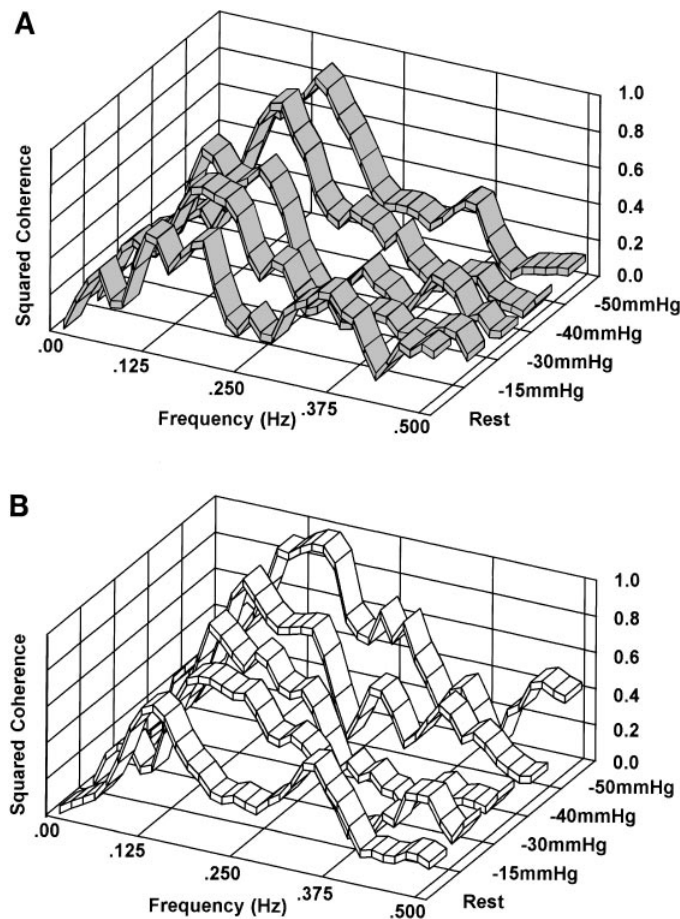 A
Squared Coherence
1.0
0.8
0.6
0.4
0.2
0.0
-50mmHg
-40mmHg
-30mmHg
-15mmHg
Rest
.00
.125
.250
.375
.500
Frequency (Hz)
B
Squared Coherence
1.0
0.8
0.6
0.4
0.2
0.0
-50mmHg
-40mmHg
-30mmHg
-15mmHg
Rest
.00
.125
.250
.375
.500
Frequency (Hz)